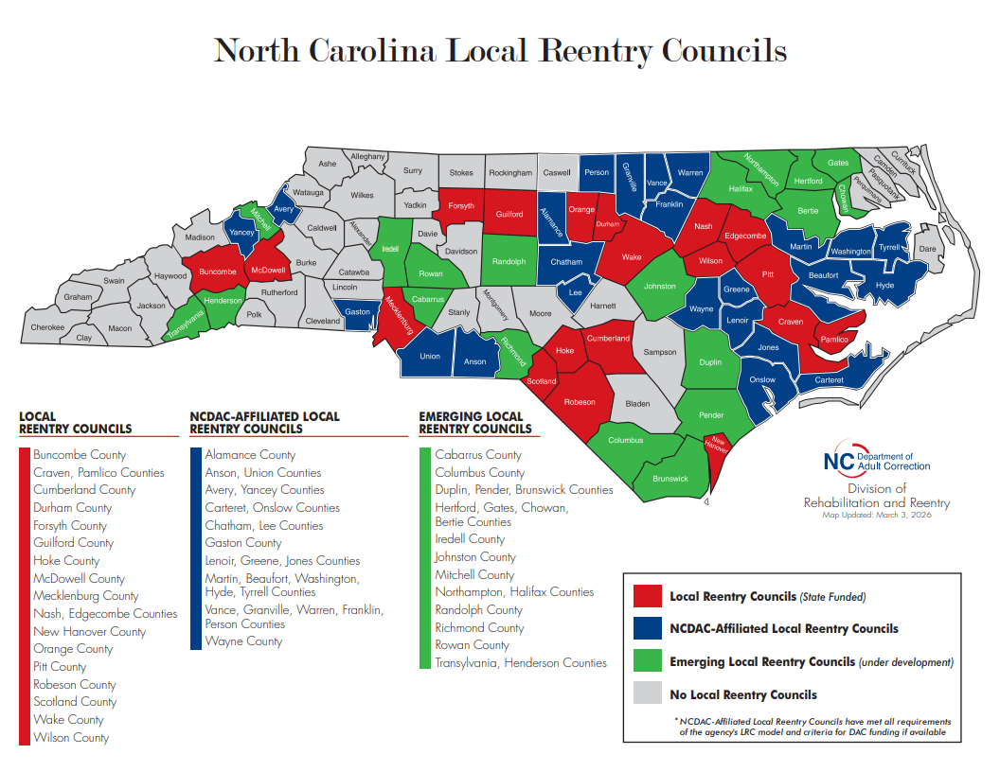 North Carolina Local Reentry Councils
Ashe
Alleghany
Surry
Stokes
Rockingham
Caswell
Person
Granville
Vance
Warren
Northampton
Gates
Currituck
Camden
Pasquotank
Perquimans
Hertford
Halifax
Chowan
Bertie
Watauga
Wilkes
Yadkin
Forsyth
Guilford
Alamance
Orange
Durham
Franklin
Nash
Edgecombe
Martin
Washington
Tyrrell
Dare
Avery
Mitchell
Yancey
Madison
Caldwell
Alexander
Iredell
Davie
Davidson
Randolph
Chatham
Wake
Wilson
Pitt
Beaufort
Hyde
Swain
Haywood
Buncombe
McDowell
Burke
Catawba
Rowan
Johnston
Greene
Graham
Jackson
Henderson
Rutherford
Lincoln
Cabarrus
Stanly
Montgomery
Moore
Lee
Harnett
Wayne
Lenoir
Craven
Pamlico
Cherokee
Clay
Macon
Transylvania
Polk
Cleveland
Gaston
Mecklenburg
Union
Anson
Richmond
Hoke
Cumberland
Sampson
Duplin
Jones
Onslow
Carteret
Scotland
Robeson
Bladen
Pender
Columbus
New
Hanover
Brunswick
LOCAL
REENTRY COUNCILS
Buncombe County
Craven, Pamlico Counties
Cumberland County
Durham County
Forsyth County
Guilford County
Hoke County
McDowell County
Mecklenburg County
Nash, Edgecombe Counties
New Hanover County
Orange County
Pitt County
Robeson County
Scotland County
Wake County
Wilson County
NCDAC-AFFILIATED LOCAL
REENTRY COUNCILS
Alamance County
Anson, Union Counties
Avery, Yancey Counties
Carteret, Onslow Counties
Chatham, Lee Counties
Gaston County
Lenoir, Greene, Jones Counties
Martin, Beaufort, Washington,
Hyde, Tyrrell Counties
Vance, Granville, Warren, Franklin,
Person Counties
Wayne County
EMERGING LOCAL
REENTRY COUNCILS
Cabarrus County
Columbus County
Duplin, Pender, Brunswick Counties
Hertford, Gates, Chowan,
Bertie Counties
Iredell County
Johnston County
Mitchell County
Northampton, Halifax Counties
Randolph County
Richmond County
Rowan County
Transylvania, Henderson Counties
NC Department of
Adult Correction
Division of
Rehabilitation and Reentry
Map Updated: March 3, 2026
Local Reentry Councils (State Funded)
NCDAC-Affiliated Local Reentry Councils
Emerging Local Reentry Councils (under development)
No Local Reentry Councils
* NCDAC-Affiliated Local Reentry Councils have met all requirements
of the agency's LRC model and criteria for DAC funding if available